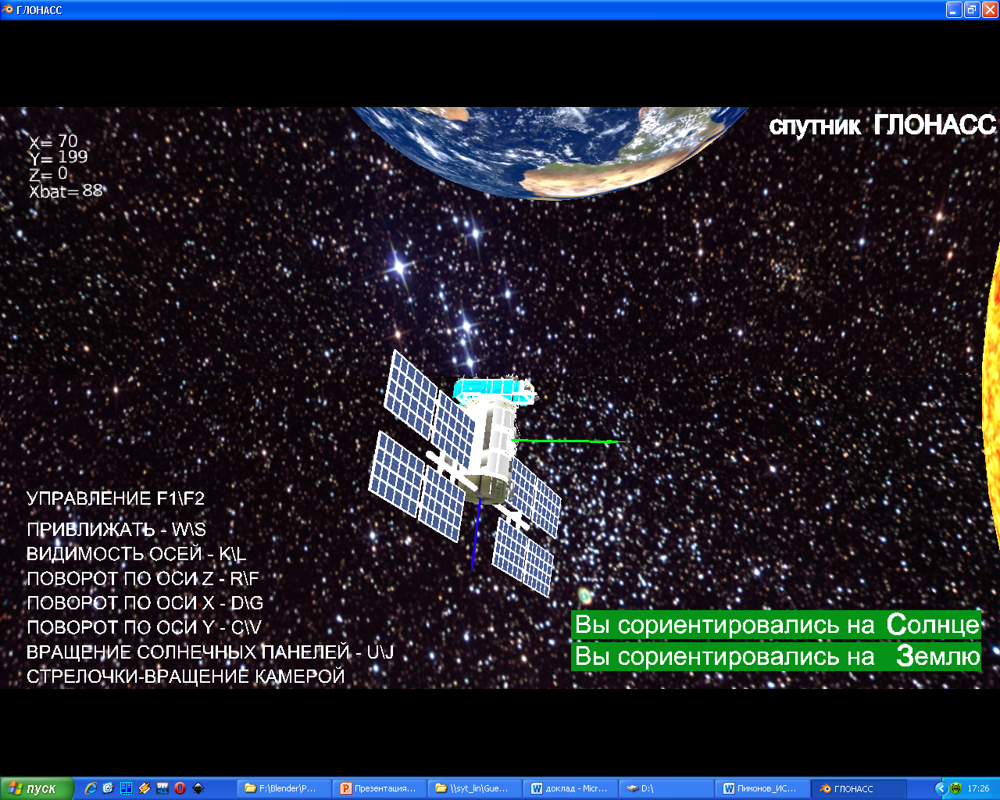 ГЛОНАСС
спутник ГЛОНАСС
X= 70
Y= 199
Z= 0
Xbat= 88
УПРАВЛЕНИЕ F1\F2
ПРИВЛИЖАТЬ - W\S
ВИДИМОСТЬ ОСЕЙ - K\L
ПОВОРОТ ПО ОСИ Z - R\F
ПОВОРОТ ПО ОСИ X - D\G
ПОВОРОТ ПО ОСИ Y - C\V
ВРАЩЕНИЕ СОЛНЕЧНЫХ ПАНЕЛЕЙ - U\J
СТРЕЛОЧКИ-ВРАЩЕНИЕ КАМЕРОЙ
Вы сориентировались на Солнце
Вы сориентировались на Землю
пуск
F:\Blender\P...
Презентация...
\\syt_lin\Gue...
доклад - Micr...
D:\
Пимонов_ИС...
ГЛОНАСС
17:26